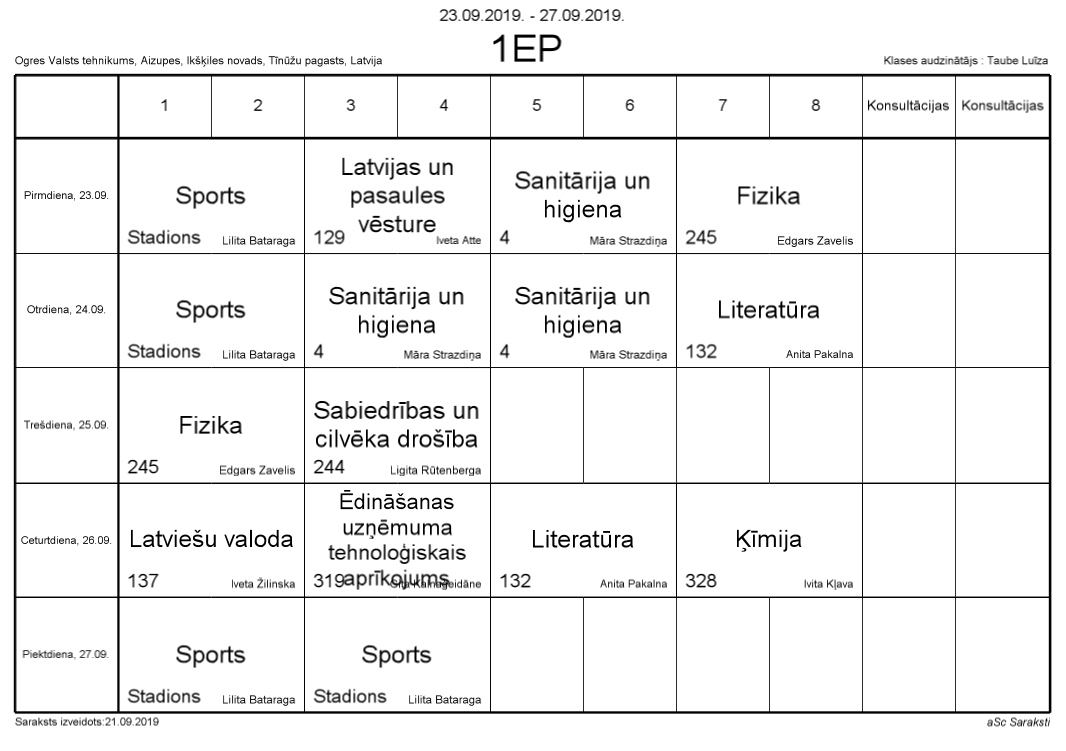 23.09.2019. - 27.09.2019.
1EP
Ogres Valsts tehnikums, Aizupes, Ikšķiles novads, Tīnūžu pagasts, Latvija
Klases audzinātājs : Taube Luīza
1 2 3 4 5 6 7 8 Konsultācijas Konsultācijas
Pirmdiena, 23.09.
Sports
Stadions Lilita Bataraga
Latvijas un
pasaules
vēsture
129 Iveta Atte
Sanitārija un
higiena
4 Māra Strazdiņa
Fizika
245 Edgars Zavelis
Otrdiena, 24.09.
Sports
Stadions Lilita Bataraga
Sanitārija un
higiena
4 Māra Strazdiņa
Sanitārija un
higiena
4 Māra Strazdiņa
Literatūra
132 Anita Pakalna
Trešdiena, 25.09.
Fizika
245 Edgars Zavelis
Sabiedrības un
cilvēka drošība
244 Ligita Rūtenberga
Ceturtdiena, 26.09.
Latviešu valoda
137 Iveta Žilinska
Ēdināšanas
uzņēmuma
tehnoloģiskais
aprīkojums
319
Literatūra
132 Anita Pakalna
Ķīmija
328 Ivita Kļava
Piektdiena, 27.09.
Sports
Stadions Lilita Bataraga
Sports
Stadions Lilita Bataraga
Saraksts izveidots:21.09.2019
aSc Saraksti